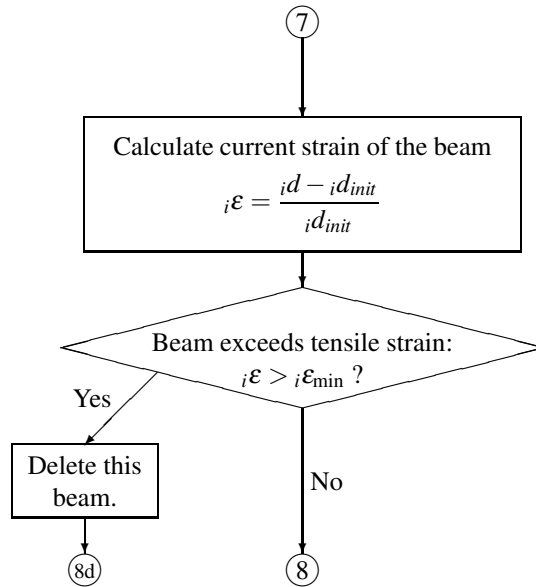 7
Calculate current strain of the beam
ᵢε = (ᵢd − ᵢd_init) / ᵢd_init
Beam exceeds tensile strain:
ᵢε > ᵢε_min ?
Yes
Delete this
beam.
No
8d
8